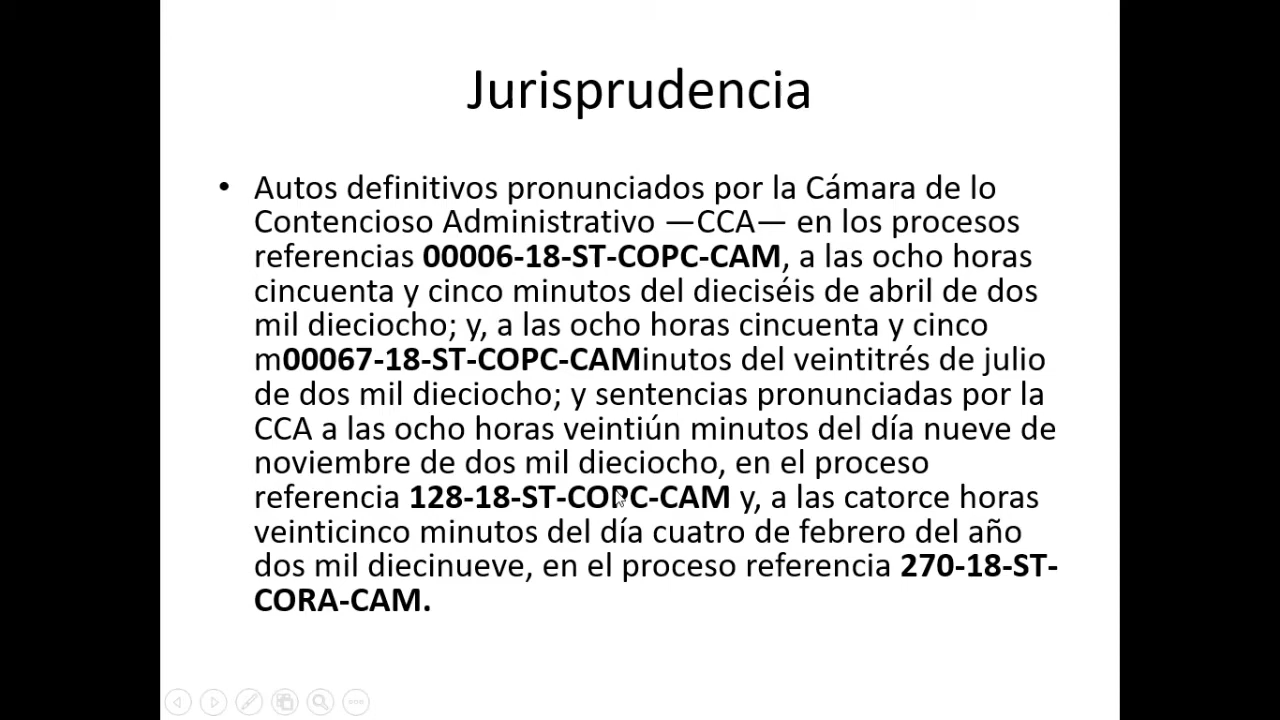 Jurisprudencia
• Autos definitivos pronunciados por la Cámara de lo
Contencioso Administrativo —CCA— en los procesos
referencias 00006-18-ST-COPC-CAM, a las ocho horas
cincuenta y cinco minutos del dieciséis de abril de dos
mil dieciocho; y, a las ocho horas cincuenta y cinco
m00067-18-ST-COPC-CAMinutos del veintitrés de julio
de dos mil dieciocho; y sentencias pronunciadas por la
CCA a las ocho horas veintiún minutos del día nueve de
noviembre de dos mil dieciocho, en el proceso
referencia 128-18-ST-COPC-CAM y, a las catorce horas
veinticinco minutos del día cuatro de febrero del año
dos mil diecinueve, en el proceso referencia 270-18-ST-
CORA-CAM.